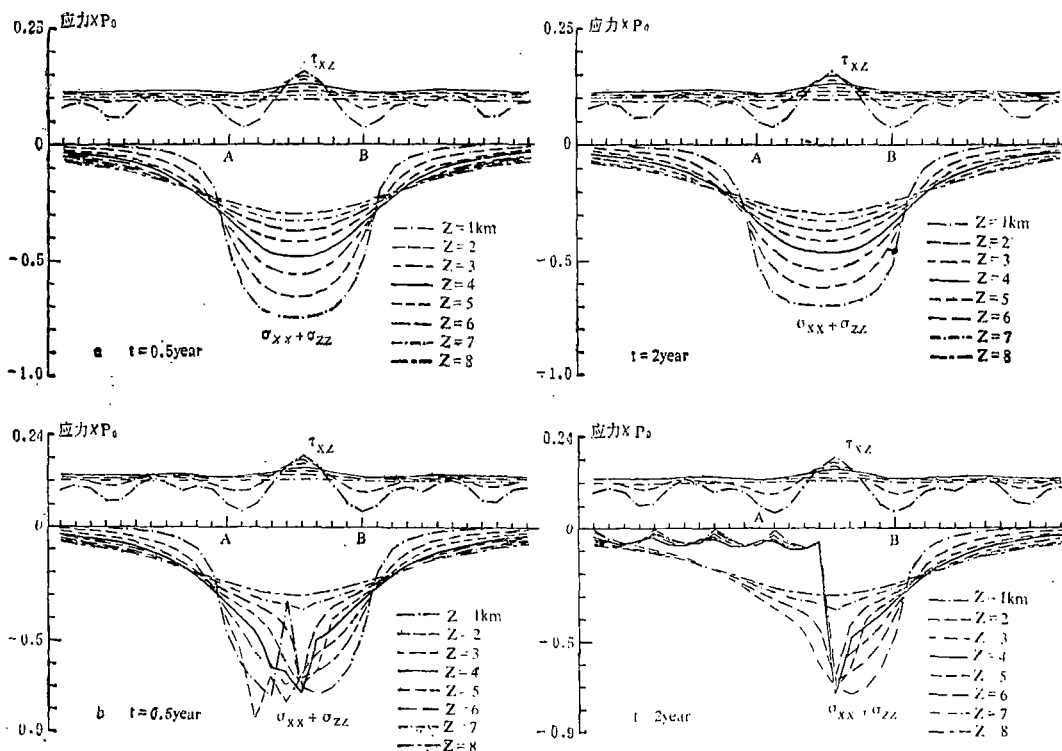 0.25 应力×P₀
τXZ
0
A B
-0.5
-1.0
Z=1km
Z=2
Z=3
Z=4
Z=5
Z=6
Z=7
Z=8
σXX+σZZ
a t=0.5year
0.25 应力×P₀
τXZ
0
A B
-0.5
-1.0
Z=1km
Z=2
Z=3
Z=4
Z=5
Z=6
Z=7
Z=8
σXX+σZZ
t=2year
0.24 应力×P₀
τXZ
0
A B
-0.5
-0.9
Z-1km
Z-2
Z=3
Z=4
Z-5
Z-6
Z-7
Z-8
σXX+σZZ
b t=0.5year
0.24 应力×P₀
τXZ
0
A
B
-0.5
-0.9
Z-1km
Z=2
Z-3
Z=4
Z-5
Z=6
Z-7
Z-8
σXX+σZZ
t-2year